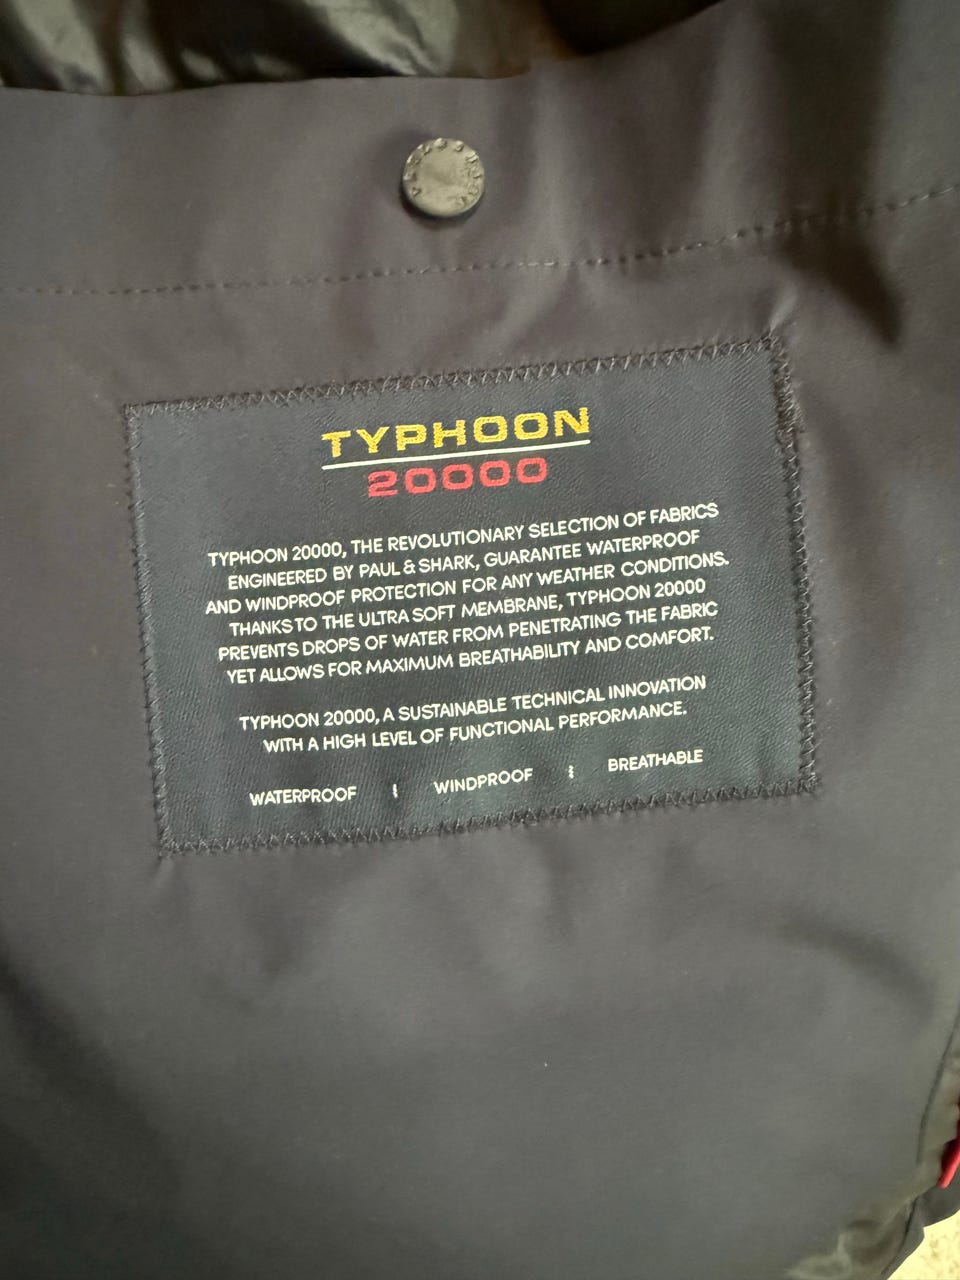 TYPHOON
20000
TYPHOON 20000, THE REVOLUTIONARY SELECTION OF FABRICS
ENGINEERED BY PAUL & SHARK, GUARANTEE WATERPROOF
AND WINDPROOF PROTECTION FOR ANY WEATHER CONDITIONS.
THANKS TO THE ULTRA SOFT MEMBRANE, TYPHOON 20000
PREVENTS DROPS OF WATER FROM PENETRATING THE FABRIC
YET ALLOWS FOR MAXIMUM BREATHABILITY AND COMFORT.
TYPHOON 20000, A SUSTAINABLE TECHNICAL INNOVATION
WITH A HIGH LEVEL OF FUNCTIONAL PERFORMANCE.
WATERPROOF WINDPROOF BREATHABLE